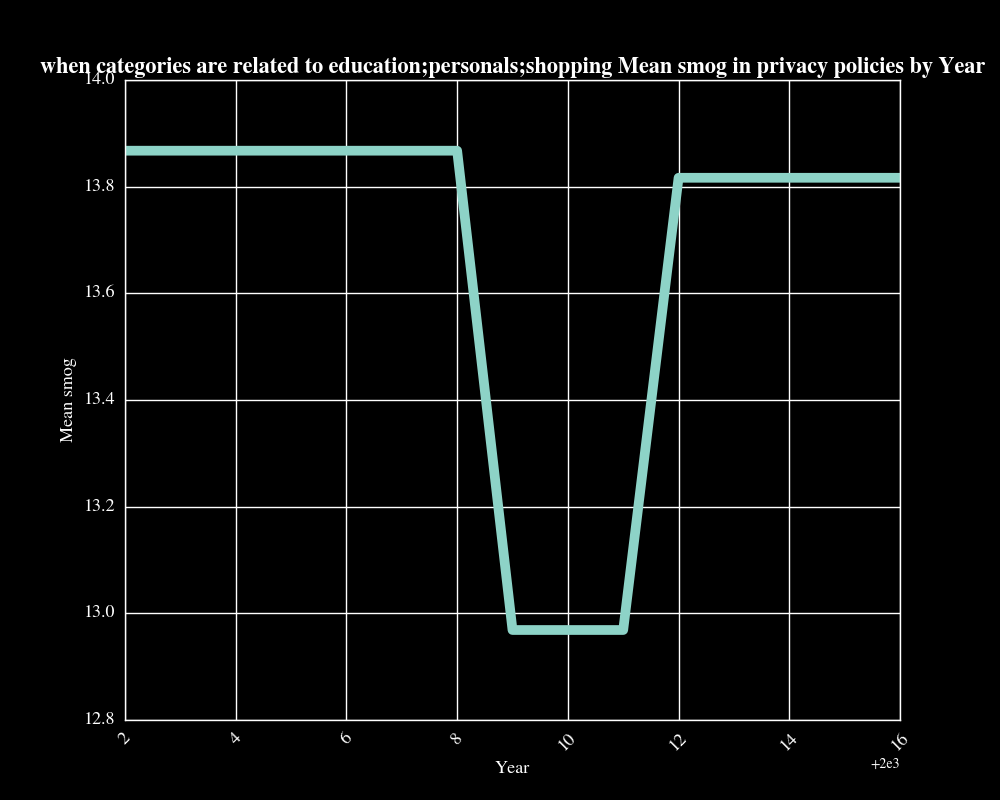 when categories are related to education;personals;shopping Mean smog in privacy policies by Year
14.0
13.8
13.6
13.4
13.2
13.0
12.8
Mean smog
2 4 6 8 10 12 14 16
Year
+2e3